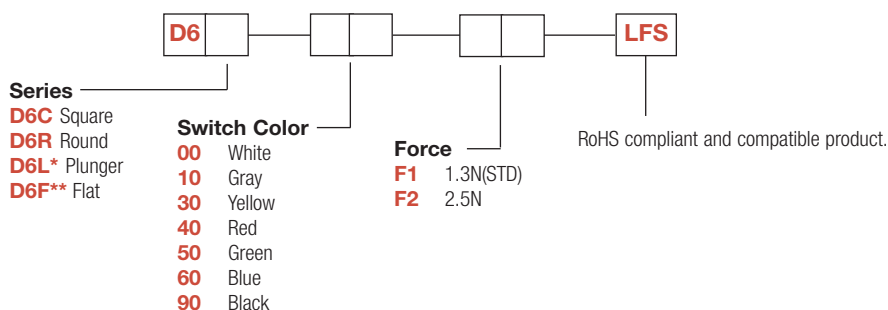 D6 LFS
Series
D6C Square
D6R Round
D6L* Plunger
D6F** Flat
Switch Color
00 White
10 Gray
30 Yellow
40 Red
50 Green
60 Blue
90 Black
Force
F1 1.3N(STD)
F2 2.5N
RoHS compliant and compatible product.